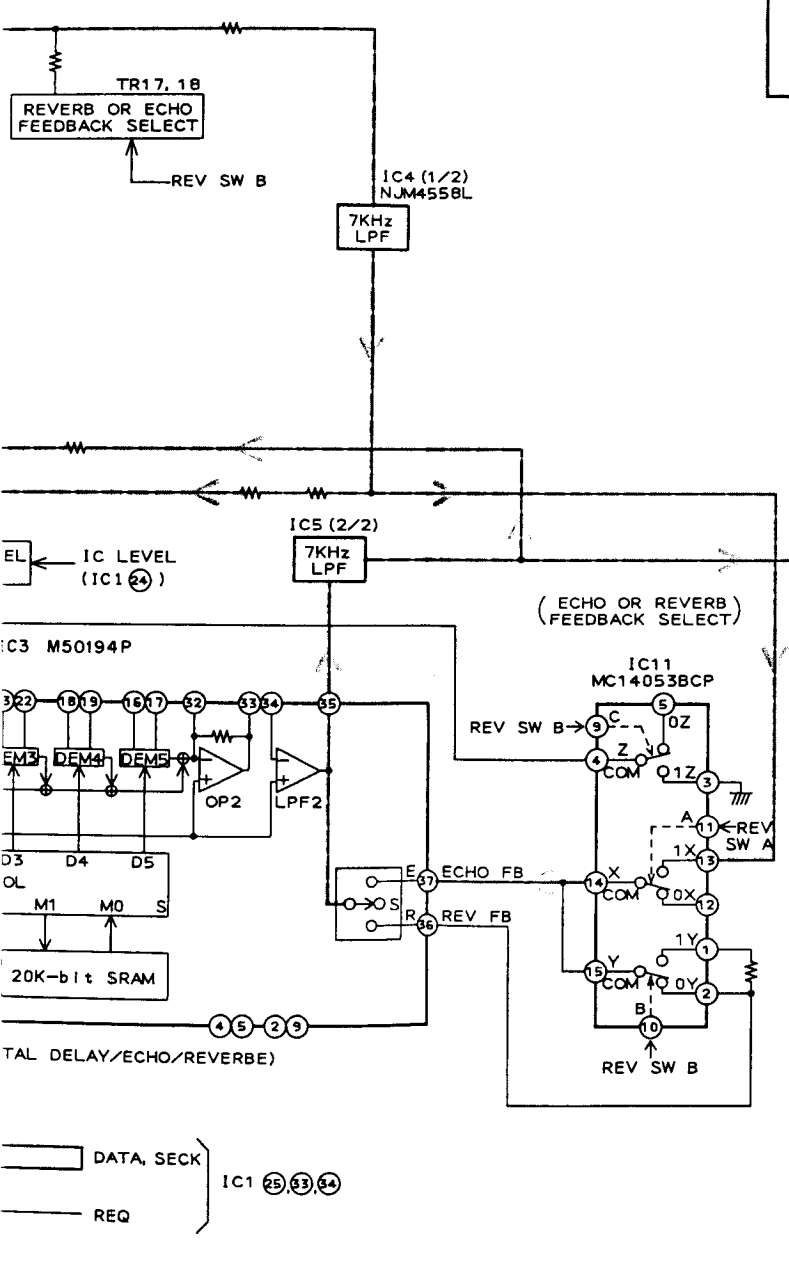 TR17, 18
REVERB OR ECHO
FEEDBACK SELECT
REV SW B
IC4 (1/2)
NJM4558L
7KHz
LPF
IC5 (2/2)
7KHz
LPF
EL
IC LEVEL
(IC1 24 )
( ECHO OR REVERB )
FEEDBACK SELECT
IC3 M50194P
IC11
MC14053BCP
3 22 18 19 16 17 32 33 34 35
5
0Z
REV SW B
9 C
4 Z
COM
1Z 3
EM3 DEM4 DEM5
OP2
LPF2
A 11
REV
SW A
1X 13
D3 D4 D5
OL
E 37 ECHO FB
14 X
COM
0X 12
S
M1 M0 S
R 36 REV FB
1Y 1
20K-bit SRAM
15 Y
COM
0Y 2
B
10
4 5 2 9
REV SW B
TAL DELAY/ECHO/REVERBE)
DATA, SECK
IC1 25,33,34
REQ